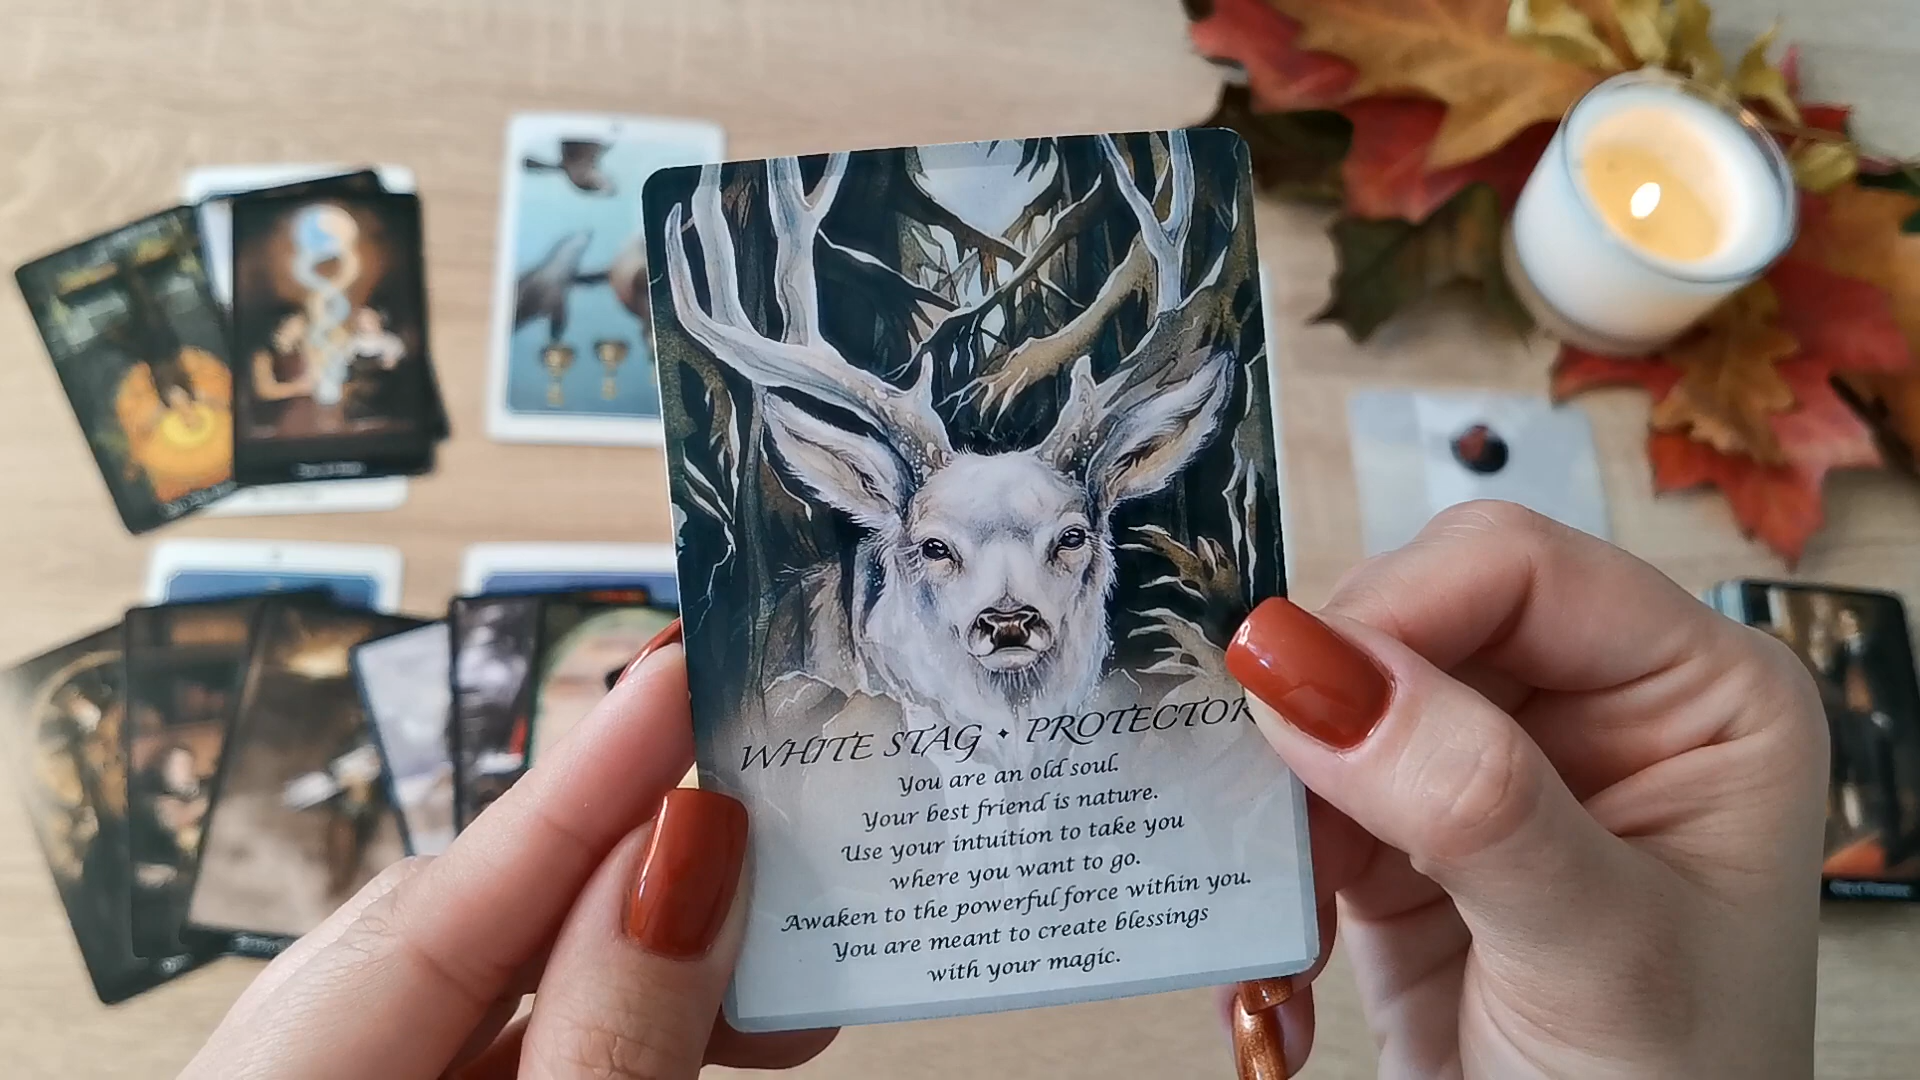 WHITE STAG • PROTECTOR
You are an old soul.
Your best friend is nature.
Use your intuition to take you
where you want to go.
Awaken to the powerful force within you.
You are meant to create blessings
with your magic.